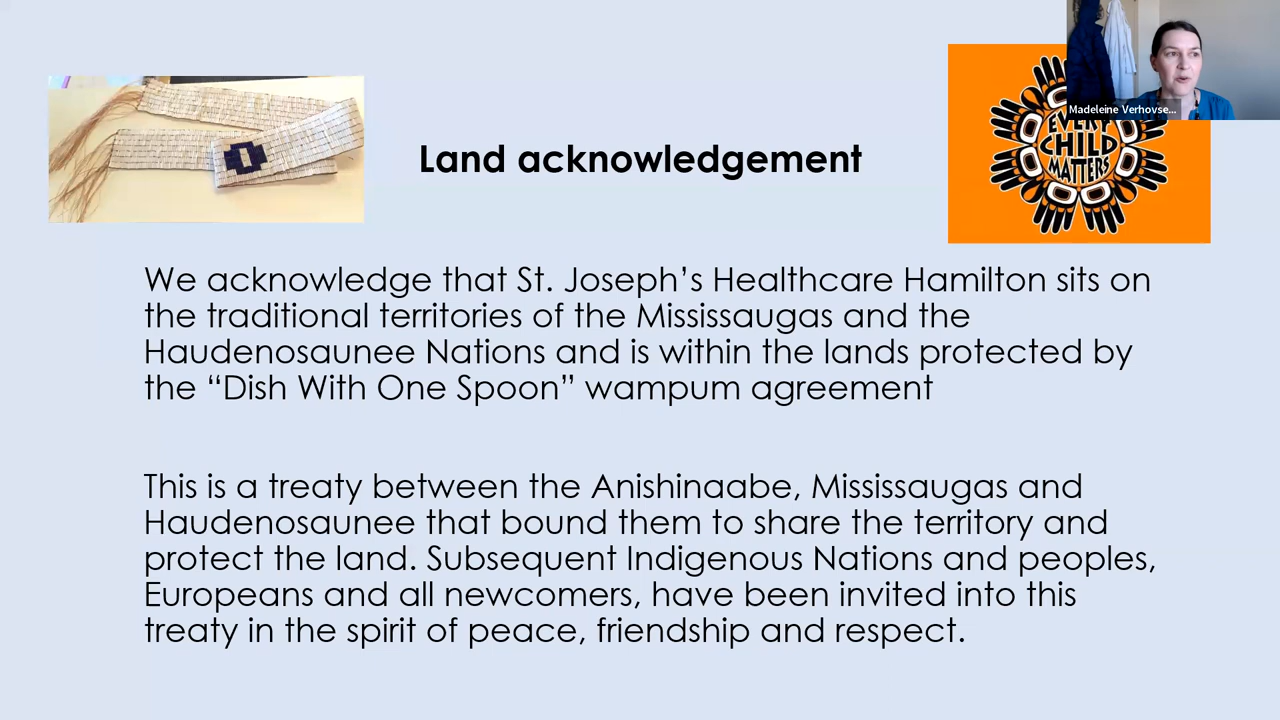 Madeleine Verhovse...
EVERY
CHILD
MATTERS
Land acknowledgement
We acknowledge that St. Joseph’s Healthcare Hamilton sits on
the traditional territories of the Mississaugas and the
Haudenosaunee Nations and is within the lands protected by
the “Dish With One Spoon” wampum agreement
This is a treaty between the Anishinaabe, Mississaugas and
Haudenosaunee that bound them to share the territory and
protect the land. Subsequent Indigenous Nations and peoples,
Europeans and all newcomers, have been invited into this
treaty in the spirit of peace, friendship and respect.